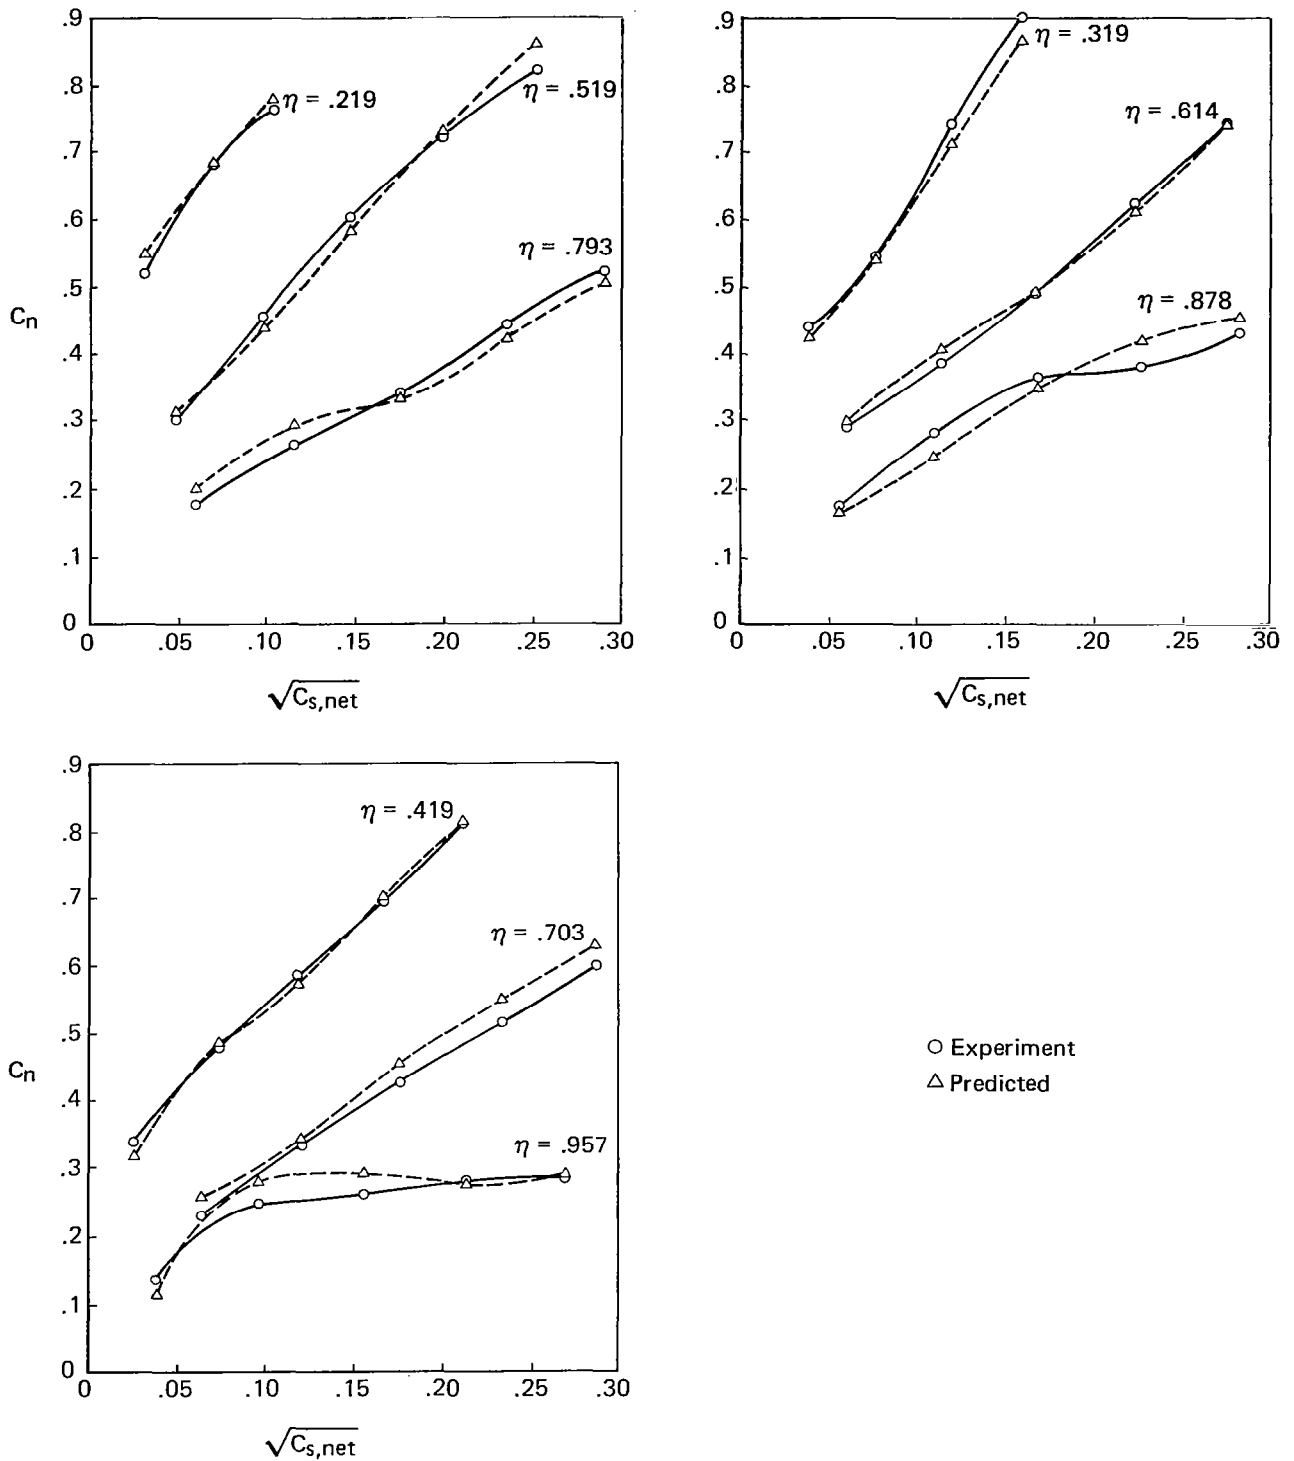 .9
.8
.7
.6
.5
.4
.3
.2
.1
0
Cn
η = .219
η = .519
η = .793
0 .05 .10 .15 .20 .25 .30
√Cs,net
.9
.8
.7
.6
.5
.4
.3
.2
.1
0
η = .319
η = .614
η = .878
0 .05 .10 .15 .20 .25 .30
√Cs,net
.9
.8
.7
.6
.5
.4
.3
.2
.1
0
Cn
η = .419
η = .703
η = .957
0 .05 .10 .15 .20 .25 .30
√Cs,net
○ Experiment
△ Predicted